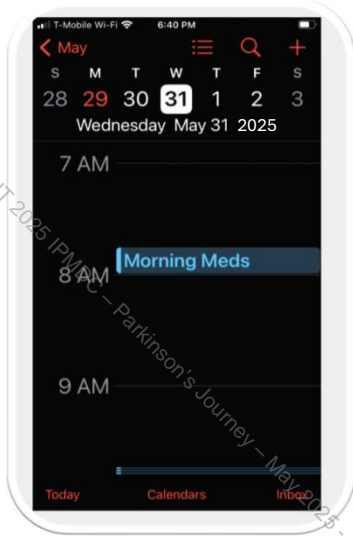 T-Mobile Wi-Fi 6:40 PM
May
S M T W T F S
28 29 30 31 1 2 3
Wednesday May 31 2025
7 AM
Morning Meds
8 AM
9 AM
Today Calendars Inbox
2025 IPM
C – Parkinson's Journey – May 2025 -